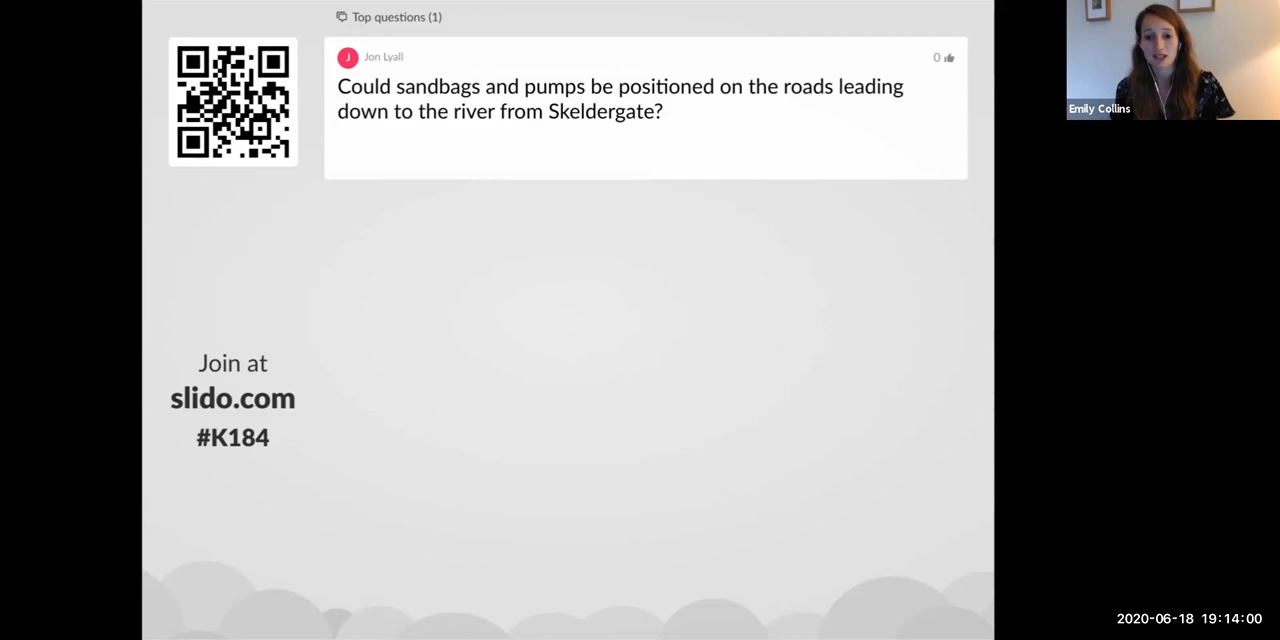 Top questions (1)
J Jon Lyall 0
Could sandbags and pumps be positioned on the roads leading
down to the river from Skeldergate?
Join at
slido.com
#K184
Emily Collins
2020-06-18 19:14:00